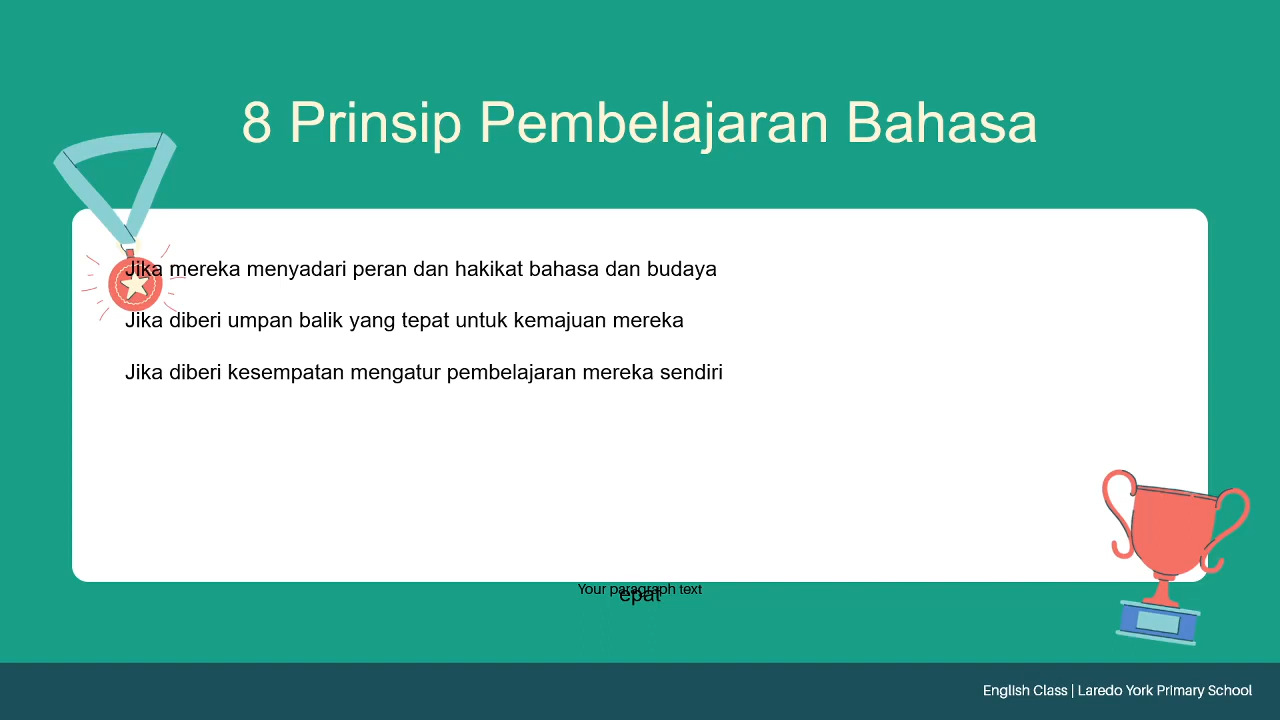 8 Prinsip Pembelajaran Bahasa
Jika mereka menyadari peran dan hakikat bahasa dan budaya
Jika diberi umpan balik yang tepat untuk kemajuan mereka
Jika diberi kesempatan mengatur pembelajaran mereka sendiri
Your paragraph text
epat
English Class | Laredo York Primary School